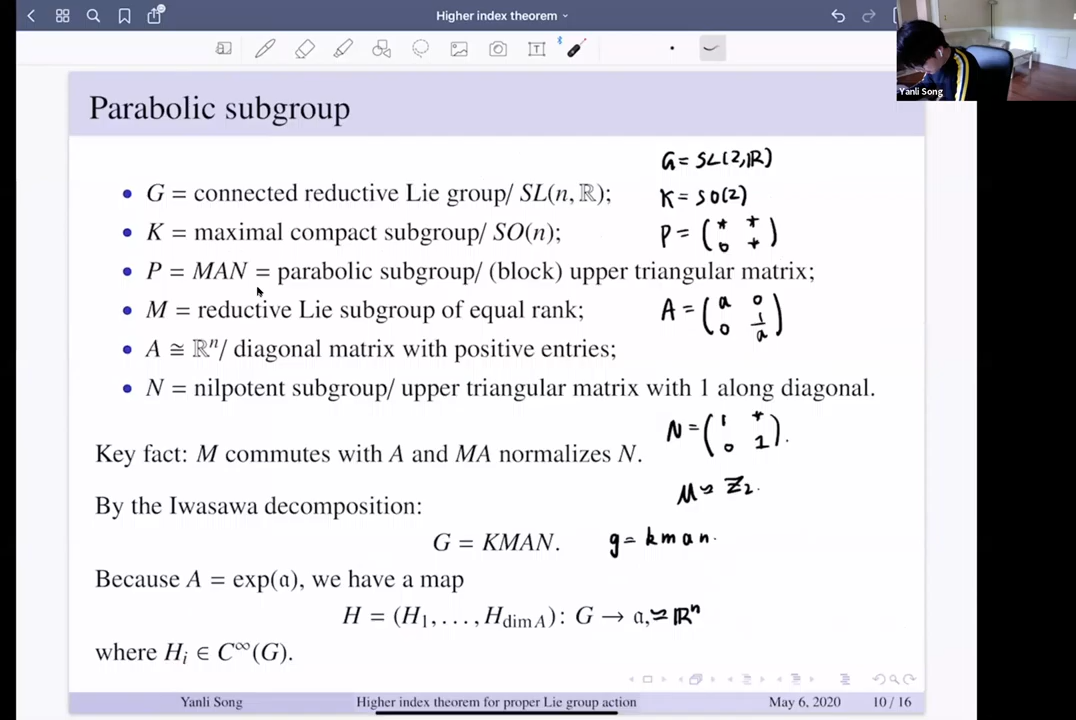 Higher index theorem
Yanli Song
Parabolic subgroup
G = SL(2,ℝ)
• G = connected reductive Lie group/ SL(n, ℝ);
K = SO(2)
• K = maximal compact subgroup/ SO(n);
P = (* * 0 *)
• P = MAN = parabolic subgroup/ (block) upper triangular matrix;
• M = reductive Lie subgroup of equal rank;
A = (a 0 0 1/a)
• A ≅ ℝⁿ/ diagonal matrix with positive entries;
• N = nilpotent subgroup/ upper triangular matrix with 1 along diagonal.
N = (1 * 0 1).
Key fact: M commutes with A and MA normalizes N.
M ≃ Z₂.
By the Iwasawa decomposition:
G = KMAN. g = k m a n.
Because A = exp(𝔞), we have a map
H = (H₁, . . . , H_dim A): G → 𝔞, ≃ ℝⁿ
where Hᵢ ∈ C^∞(G).
Yanli Song Higher index theorem for proper Lie group action May 6, 2020 10 / 16